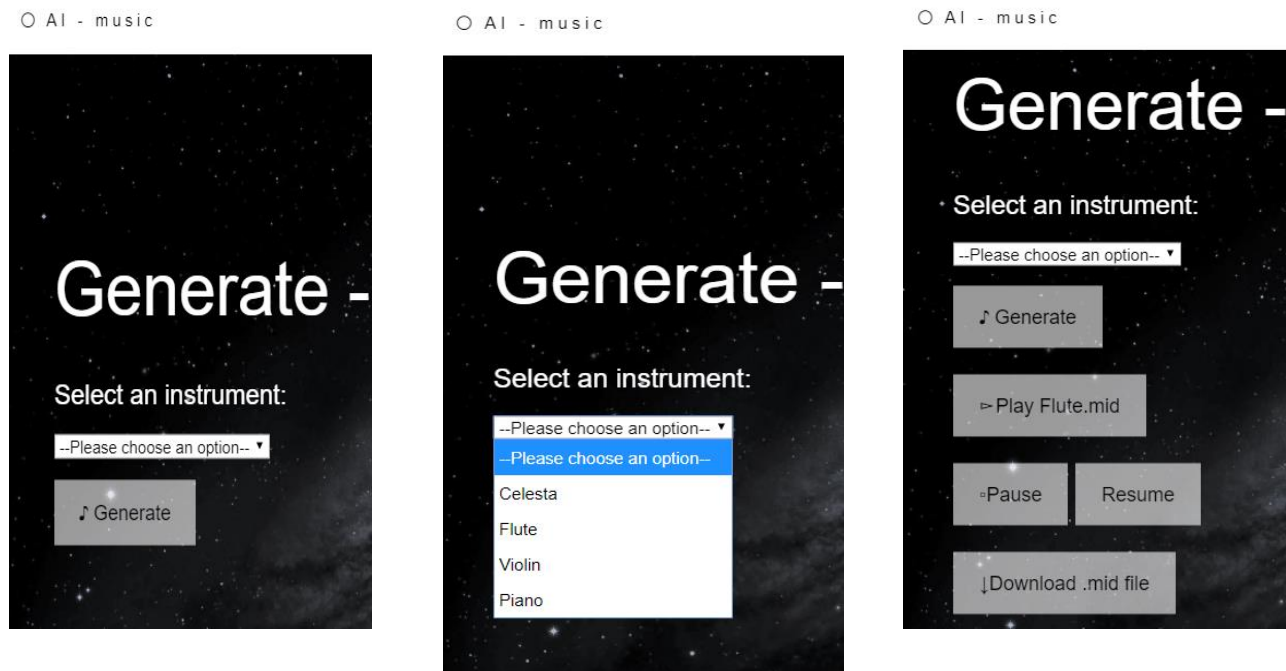 ○ AI - music
Generate -
Select an instrument:
--Please choose an option-- ▼
♪ Generate
○ AI - music
Generate -
Select an instrument:
--Please choose an option-- ▼
--Please choose an option--
Celesta
Flute
Violin
Piano
○ AI - music
Generate -
Select an instrument:
--Please choose an option-- ▼
♪ Generate
▻Play Flute.mid
▫Pause Resume
↓Download .mid file